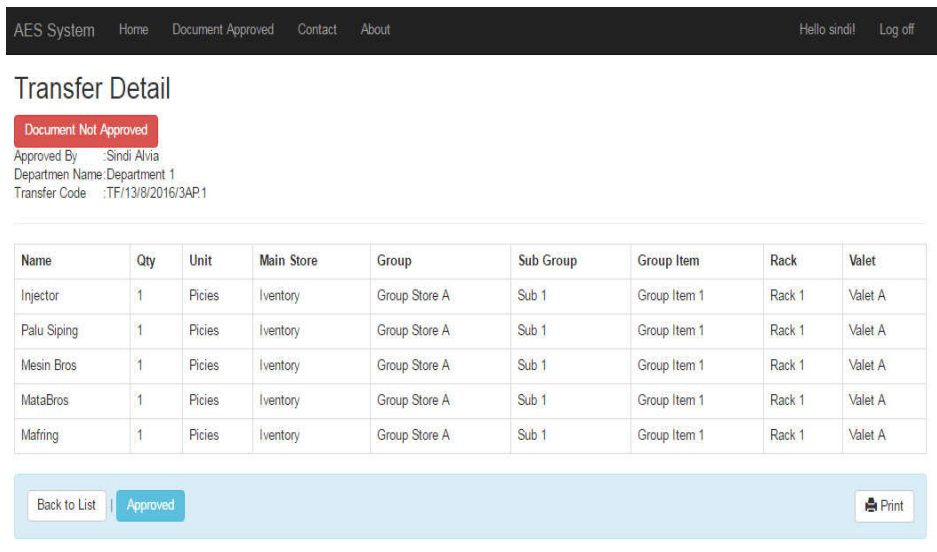 AES System Home Document Approved Contact About Hello sindi! Log off
Transfer Detail
Document Not Approved
Approved By :Sindi Alvia
Departmen Name:Department 1
Transfer Code :TF/13/8/2016/3AP.1
Name Qty Unit Main Store Group Sub Group Group Item Rack Valet
Injector 1 Picies Iventory Group Store A Sub 1 Group Item 1 Rack 1 Valet A
Palu Siping 1 Picies Iventory Group Store A Sub 1 Group Item 1 Rack 1 Valet A
Mesin Bros 1 Picies Iventory Group Store A Sub 1 Group Item 1 Rack 1 Valet A
MataBros 1 Picies Iventory Group Store A Sub 1 Group Item 1 Rack 1 Valet A
Mafring 1 Picies Iventory Group Store A Sub 1 Group Item 1 Rack 1 Valet A
Back to List | Approved Print